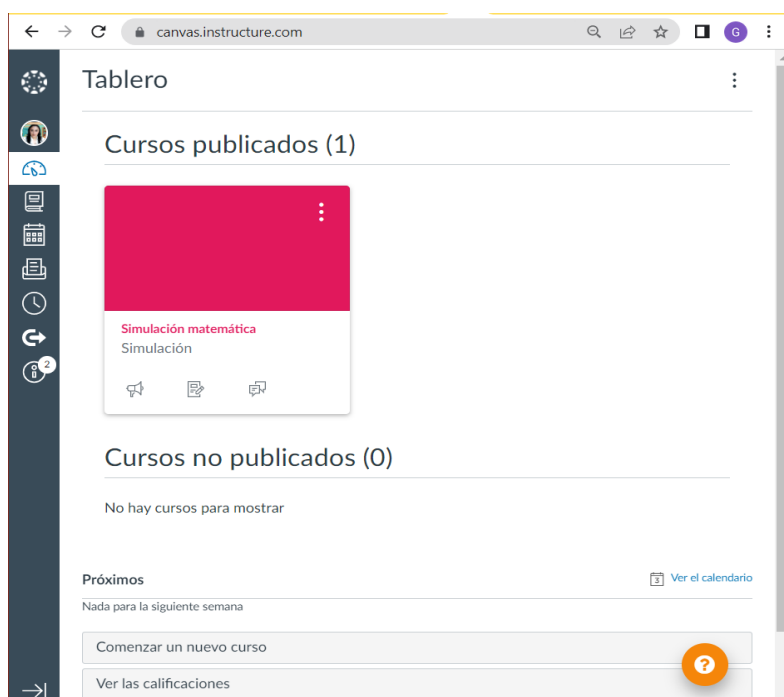 canvas.instructure.com
G
Tablero
Cursos publicados (1)
Simulación matemática
Simulación
2
Cursos no publicados (0)
No hay cursos para mostrar
Próximos
3 Ver el calendario
Nada para la siguiente semana
Comenzar un nuevo curso
?
Ver las calificaciones